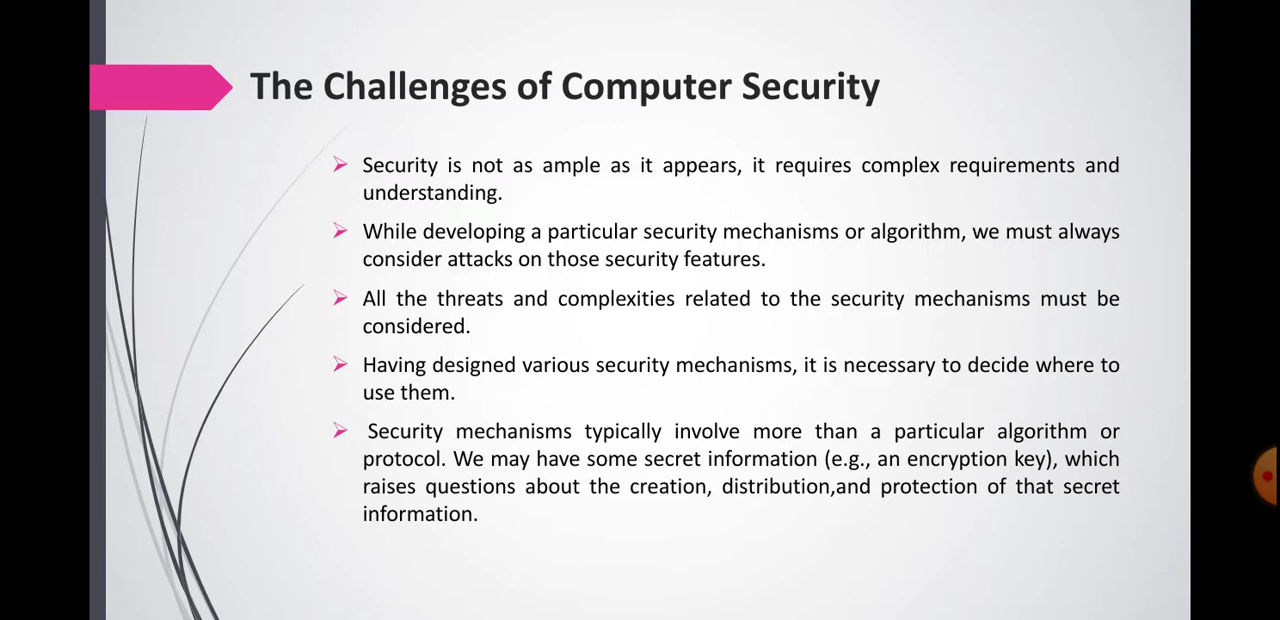 The Challenges of Computer Security
Security is not as ample as it appears, it requires complex requirements and
understanding.
While developing a particular security mechanisms or algorithm, we must always
consider attacks on those security features.
All the threats and complexities related to the security mechanisms must be
considered.
Having designed various security mechanisms, it is necessary to decide where to
use them.
Security mechanisms typically involve more than a particular algorithm or
protocol. We may have some secret information (e.g., an encryption key), which
raises questions about the creation, distribution,and protection of that secret
information.